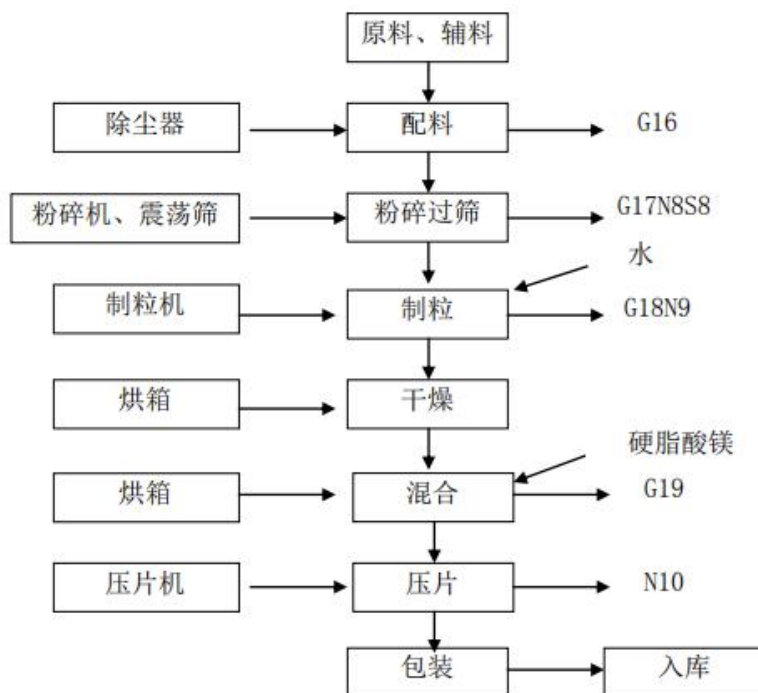 原料、辅料
除尘器
配料
G16
粉碎机、震荡筛
粉碎过筛
G17N8S8
水
制粒机
制粒
G18N9
烘箱
干燥
硬脂酸镁
烘箱
混合
G19
压片机
压片
N10
包装
入库